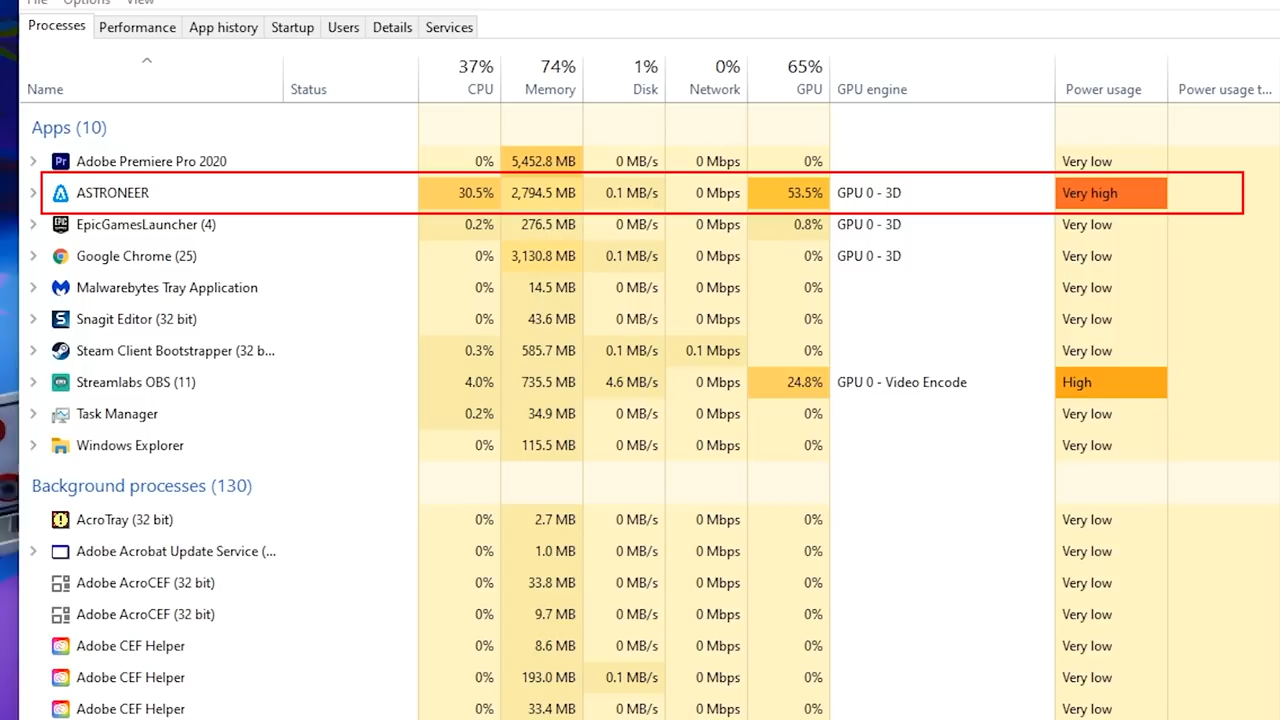 File Options View
Processes Performance App history Startup Users Details Services
37% 74% 1% 0% 65%
Name Status CPU Memory Disk Network GPU GPU engine Power usage Power usage t...
Apps (10)
Pr Adobe Premiere Pro 2020 0% 5,452.8 MB 0 MB/s 0 Mbps 0% Very low
ASTRONEER 30.5% 2,794.5 MB 0.1 MB/s 0 Mbps 53.5% GPU 0 - 3D Very high
EpicGamesLauncher (4) 0.2% 276.5 MB 0 MB/s 0 Mbps 0.8% GPU 0 - 3D Very low
Google Chrome (25) 0% 3,130.8 MB 0.1 MB/s 0 Mbps 0% GPU 0 - 3D Very low
Malwarebytes Tray Application 0% 14.5 MB 0 MB/s 0 Mbps 0% Very low
S Snagit Editor (32 bit) 0% 43.6 MB 0 MB/s 0 Mbps 0% Very low
Steam Client Bootstrapper (32 b... 0.3% 585.7 MB 0.1 MB/s 0.1 Mbps 0% Very low
Streamlabs OBS (11) 4.0% 735.5 MB 4.6 MB/s 0 Mbps 24.8% GPU 0 - Video Encode High
Task Manager 0.2% 34.9 MB 0 MB/s 0 Mbps 0% Very low
Windows Explorer 0% 115.5 MB 0 MB/s 0 Mbps 0% Very low
Background processes (130)
AcroTray (32 bit) 0% 2.7 MB 0 MB/s 0 Mbps 0% Very low
Adobe Acrobat Update Service (... 0% 1.0 MB 0 MB/s 0 Mbps 0% Very low
Adobe AcroCEF (32 bit) 0% 33.8 MB 0 MB/s 0 Mbps 0% Very low
Adobe AcroCEF (32 bit) 0% 9.7 MB 0 MB/s 0 Mbps 0% Very low
Adobe CEF Helper 0% 8.6 MB 0 MB/s 0 Mbps 0% Very low
Adobe CEF Helper 0% 193.0 MB 0.1 MB/s 0 Mbps 0% Very low
Adobe CEF Helper 0% 33.4 MB 0 MB/s 0 Mbps 0% Very low